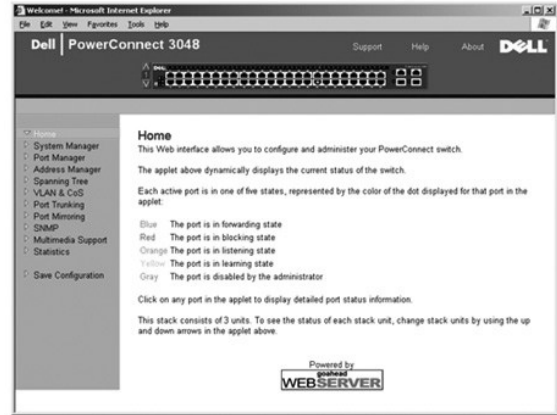 Welcome! - Microsoft Internet Explorer
File Edit View Favorites Tools Help
Dell PowerConnect 3048
Support Help About DELL
1
Home
System Manager
Port Manager
Address Manager
Spanning Tree
VLAN & CoS
Port Trunking
Port Mirroring
SNMP
Multimedia Support
Statistics
Save Configuration
Home
This Web interface allows you to configure and administer your PowerConnect switch.
The applet above dynamically displays the current status of the switch.
Each active port is in one of five states, represented by the color of the dot displayed for that port in the
applet:
Blue The port is in forwarding state
Red The port is in blocking state
Orange The port is in listening state
Yellow The port is in learning state
Gray The port is disabled by the administrator
Click on any port in the applet to display detailed port status information.
This stack consists of 3 units. To see the status of each stack unit, change stack units by using the up
and down arrows in the applet above.
Powered by
goahead
WEBSERVER